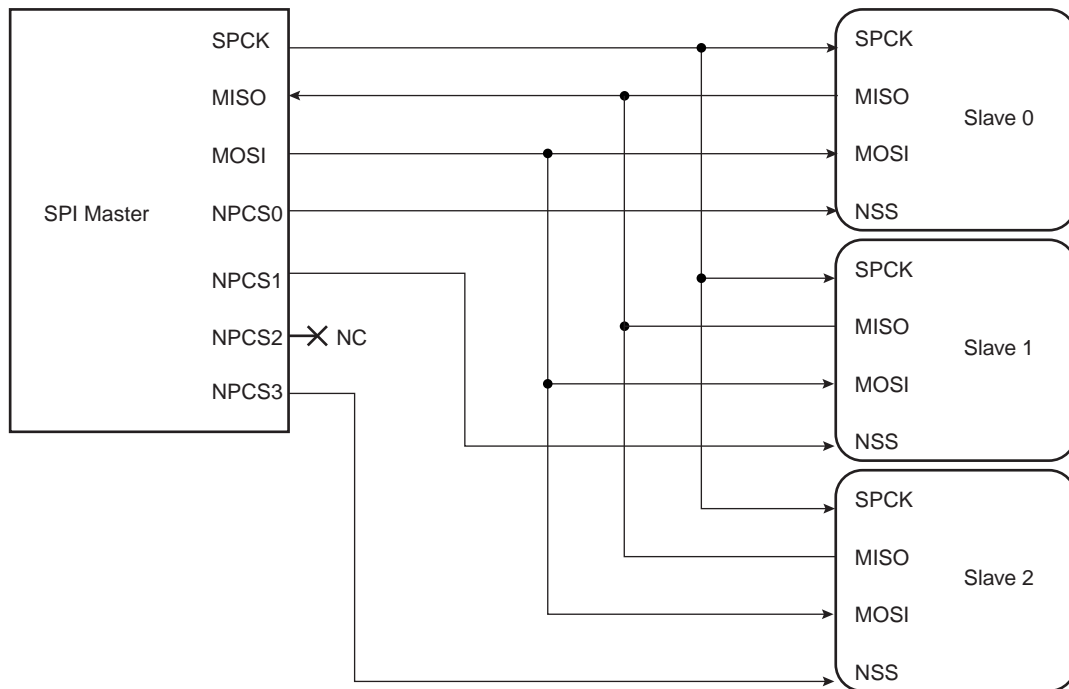 SPI Master
SPCK
MISO
MOSI
NPCS0
NPCS1
NPCS2
NC
NPCS3
SPCK
MISO
Slave 0
MOSI
NSS
SPCK
MISO
Slave 1
MOSI
NSS
SPCK
MISO
Slave 2
MOSI
NSS